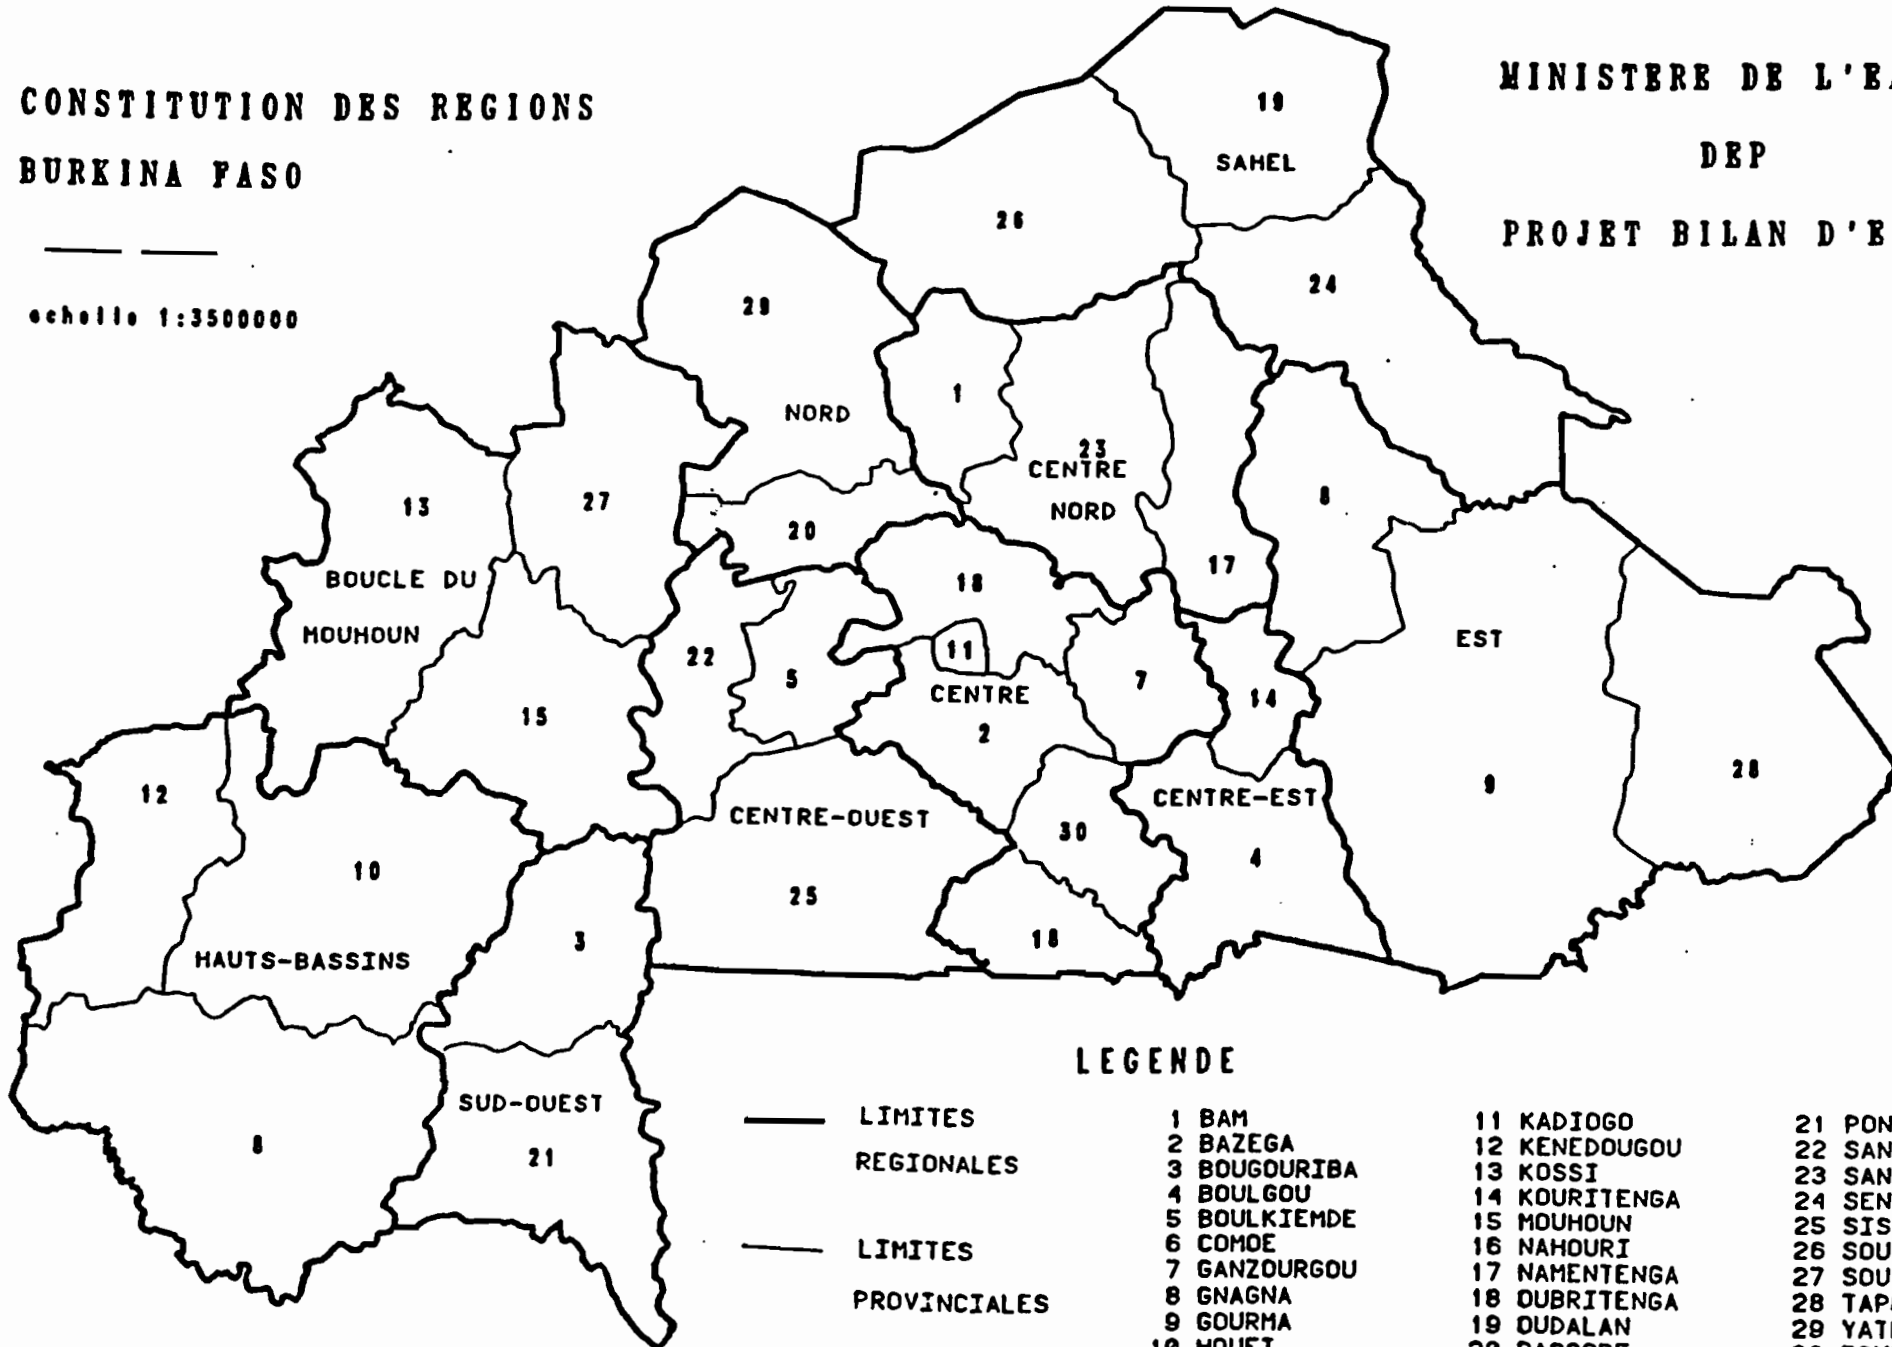 CONSTITUTION DES REGIONS
BURKINA FASO
echelle 1:3500000
MINISTERE DE L'EA
DEP
PROJET BILAN D'E
19
SAHEL
26
24
29
NORD
1
23
CENTRE
NORD
8
13
27
20
17
BOUCLE DU
MOUHOUN
18
22
5
11
CENTRE
7
14
EST
15
2
12
CENTRE-OUEST
CENTRE-EST
9
28
30
10
25
4
3
18
HAUTS-BASSINS
SUD-OUEST
8
21
LEGENDE
LIMITES
REGIONALES
LIMITES
PROVINCIALES
1 BAM
2 BAZEGA
3 BOUGOURIBA
4 BOULGOU
5 BOULKIEMDE
6 COMOE
7 GANZOURGOU
8 GNAGNA
9 GOURMA
10 HOUET
11 KADIOGO
12 KENEDOUGOU
13 KOSSI
14 KOURITENGA
15 MOUHOUN
16 NAHOURI
17 NAMENTENGA
18 OUBRITENGA
19 OUDALAN
21 PON
22 SAN
23 SAN
24 SEN
25 SIS
26 SOU
27 SOU
28 TAP
29 YAT